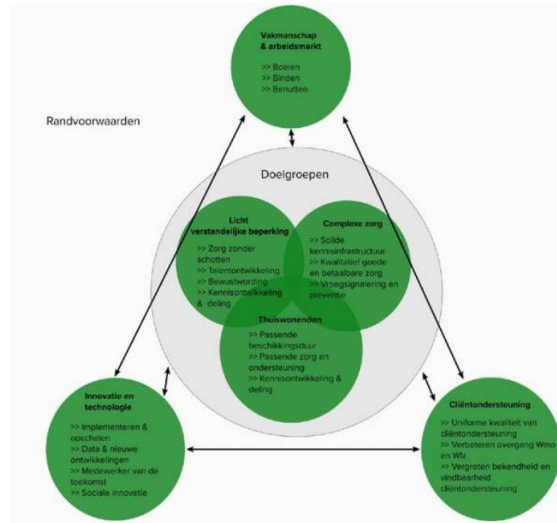 Vakmanschap
& arbeidsmarkt
>> Boeien
>> Binden
>> Benutten
Randvoorwaarden
Doelgroepen
Licht
verstandelijke beperking
>> Zorg zonder
schotten
>> Talentontwikkeling
>> Bewustwording
>> Kennisontwikkeling
& deling
Complexe zorg
>> Solide
kennisinfrastructuur
>> Kwalitatief goede
en betaalbare zorg
>> Vroegsignalering en
preventie
Thuiswonenden
>> Passende
beschikkingsduur
>> Passende zorg en
ondersteuning
>> Kennisontwikkeling &
deling
Innovatie en
technologie
>> Implementeren &
opschalen
>> Data & nieuwe
ontwikkelingen
>> Medewerker van de
toekomst
>> Sociale innovatie
Cliëntondersteuning
>> Uniforme kwaliteit van
cliëntondersteuning
>> Verbeteren overgang Wmo
en Wlz
>> Vergroten bekendheid en
vindbaarheid
cliëntondersteuning